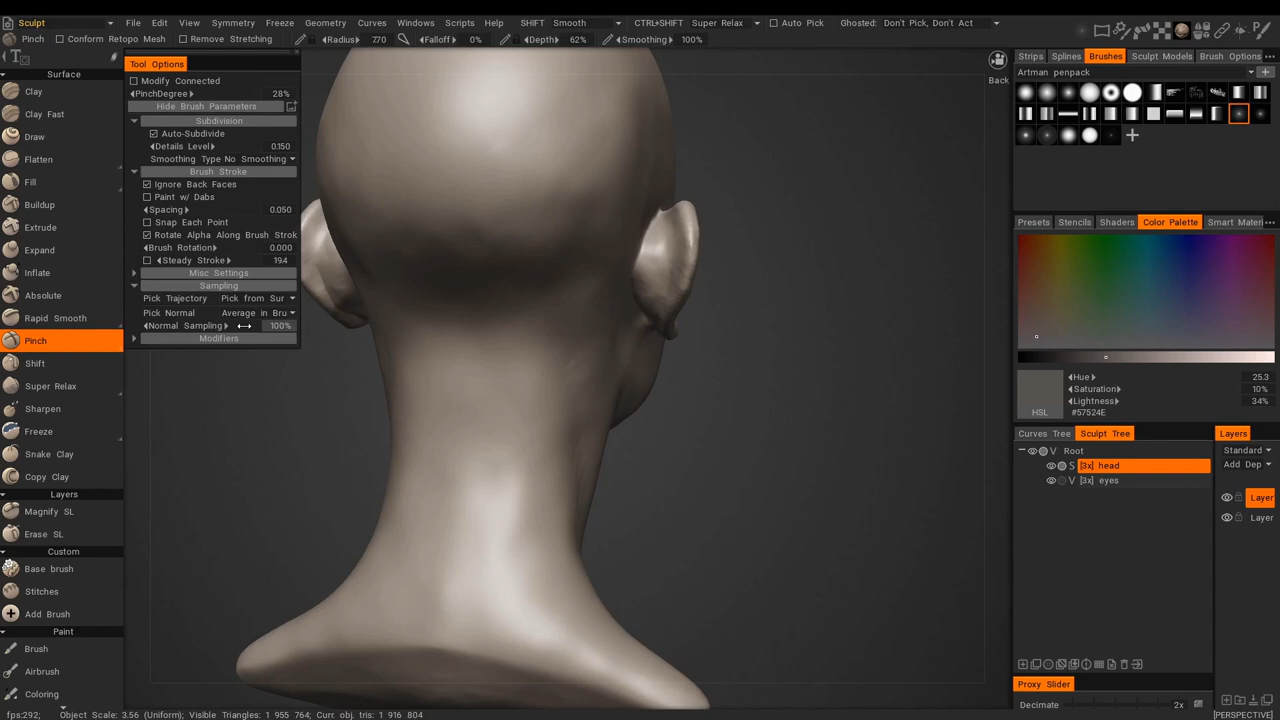 Sculpt File Edit View Windows Symmetry Freeze Geometry Curves Windows Scripts Help SHIFT Smooth CTRL+SHIFT Super Relax Auto Pick Ghosted: Don't Pick, Don't Act
Pinch Conform Retopo Mesh Remove Stretching Radius 770 Falloff 0% Depth 62% Smoothing 100%
Tool Options
Modify Connected
PinchDegree 28%
Hide Brush Parameters
Subdivision
Auto-Subdivide
Details Level 0.150
Smoothing Type No Smoothing
Brush Stroke
Ignore Back Faces
Paint w/ Dabs
Spacing 0.050
Snap Each Point
Rotate Alpha Along Brush Strok
Brush Rotation 0.000
Steady Stroke 19.4
Misc Settings
Sampling
Pick Trajectory Pick from Sur
Pick Normal Average in Bru
Normal Sampling 100%
Modifiers
Surface
Clay
Clay Fast
Draw
Flatten
Fill
Buildup
Extrude
Expand
Inflate
Absolute
Rapid Smooth
Pinch
Shift
Super Relax
Sharpen
Freeze
Snake Clay
Copy Clay
Layers
Magnify SL
Erase SL
Custom
Base brush
Stitches
Add Brush
Paint
Brush
Airbrush
Coloring
Back
Strips Splines Brushes Sculpt Models Brush Options
Artman penpack
Presets Stencils Shaders Color Palette Smart Mater
Hue 25.3
Saturation 10%
Lightness 34%
HSL #57524E
Curves Tree Sculpt Tree
V Root
S [3x] head
V [3x] eyes
Layers
Standard
Add Dep
Layer
Layer
Proxy Slider
Decimate 2x
fps:292; Object Scale: 3.56 (Uniform); Visible Triangles: 1 955 764; Curr. obj. tris: 1 916 804 [PERSPECTIVE]